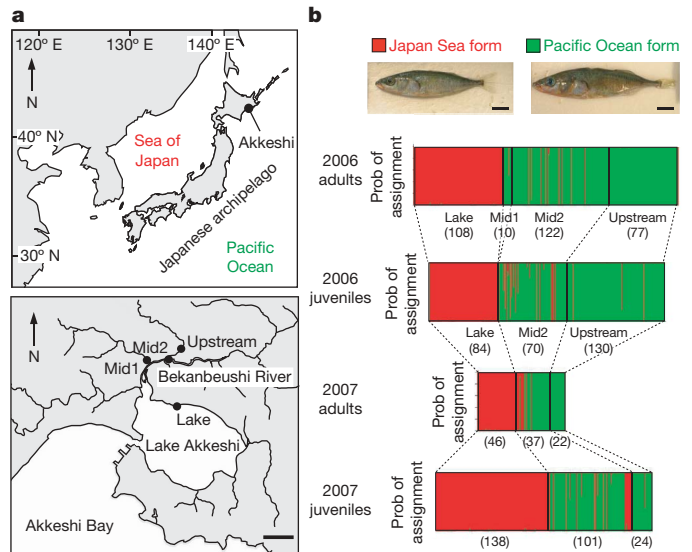 a
120° E
130° E
140° E
N
40° N
Sea of
Japan
Akkeshi
Japanese archipelago
30° N
Pacific
Ocean
N
Mid2
Upstream
Mid1
Bekanbeushi River
Lake
Lake Akkeshi
Akkeshi Bay
b
Japan Sea form
Pacific Ocean form
2006
adults
Prob of
assignment
Lake
(108)
Mid1
(10)
Mid2
(122)
Upstream
(77)
2006
juveniles
Prob of
assignment
Lake
(84)
Mid2
(70)
Upstream
(130)
2007
adults
Prob of
assignment
(46)
(37)
(22)
2007
juveniles
Prob of
assignment
(138)
(101)
(24)